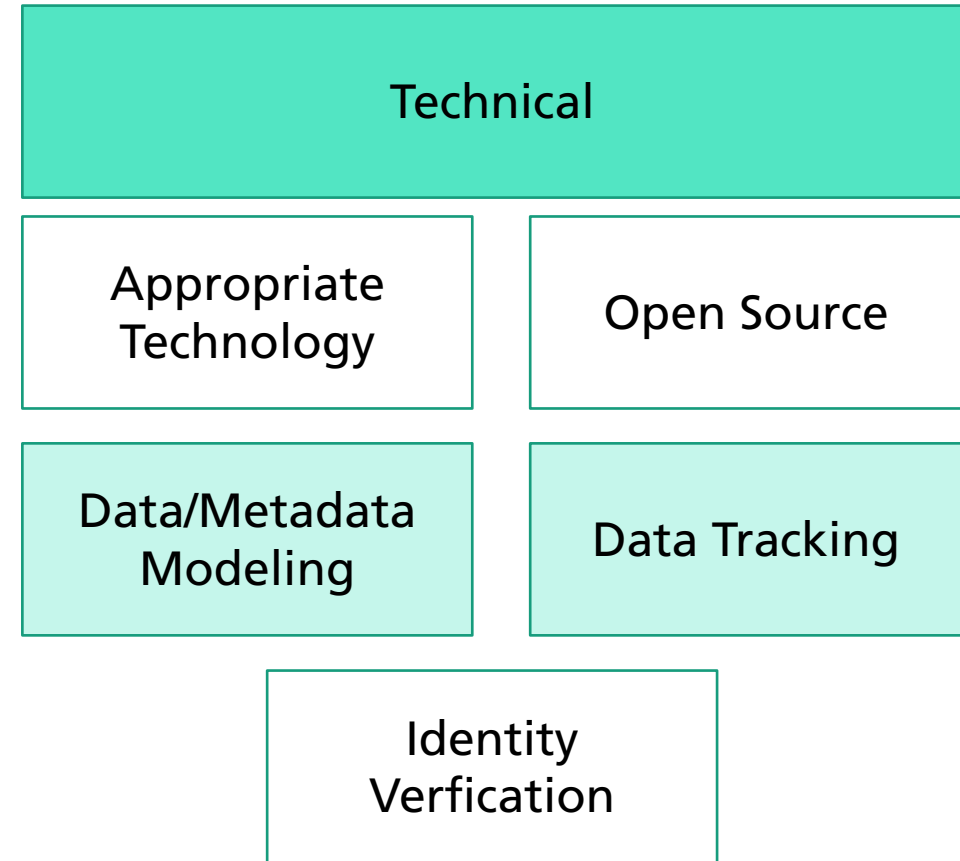 Technical
Appropriate
Technology
Open Source
Data/Metadata
Modeling
Data Tracking
Identity
Verfication